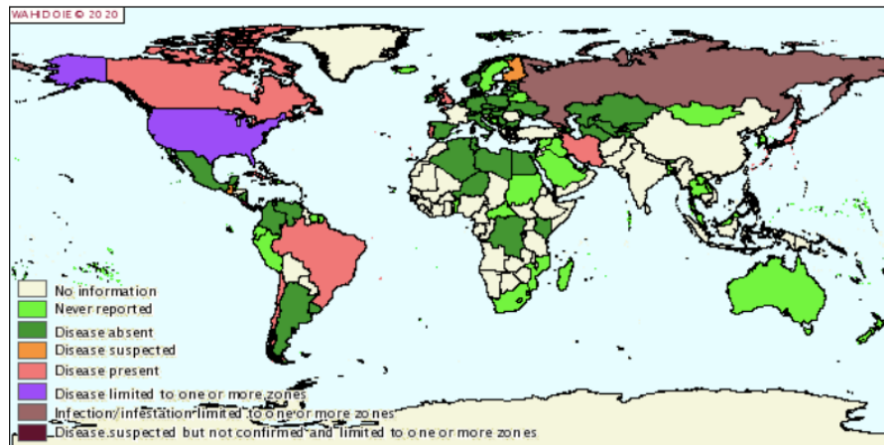 WAHID OIE © 2020
No information
Never reported
Disease absent
Disease suspected
Disease present
Disease limited to one or more zones
Infection/infestation limited to one or more zones
Disease suspected but not confirmed and limited to one or more zones